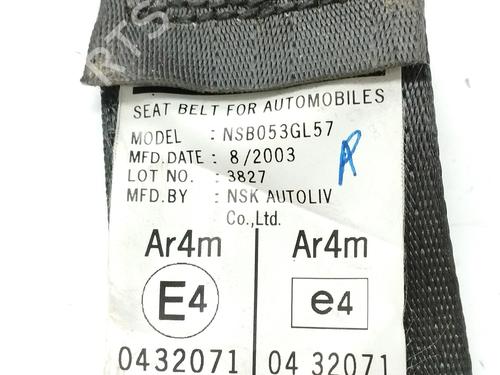 SEAT BELT FOR AUTOMOBILES
MODEL : NSB053GL57
MFD.DATE : 8/2003
LOT NO. : 3827
MFD.BY : NSK AUTOLIV
Co.,Ltd.
Ar4m Ar4m
E4 e4
0432071 04 32071